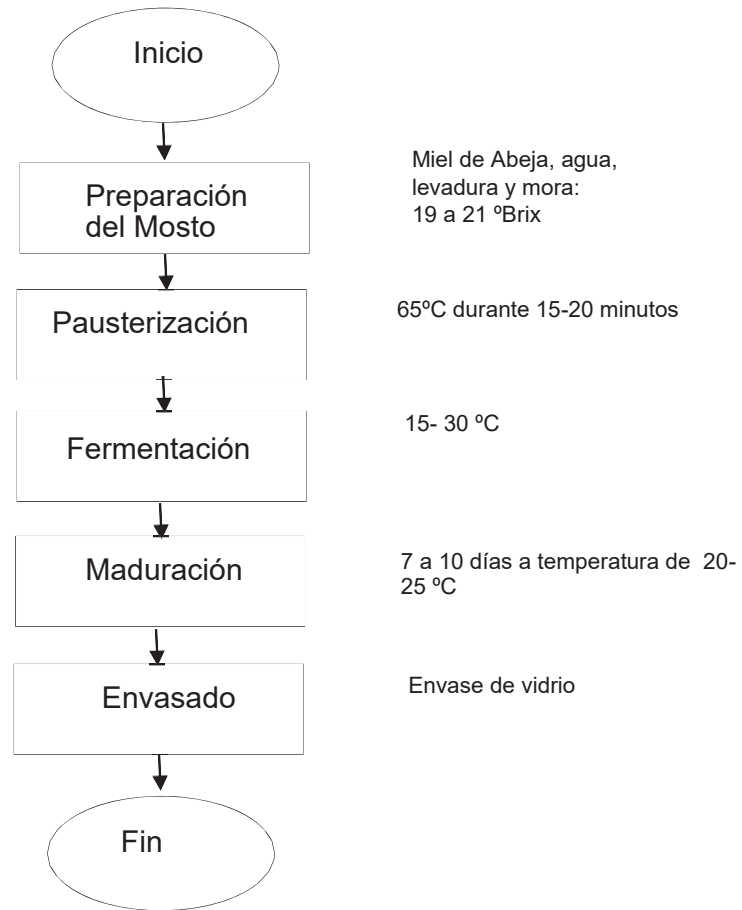 Inicio
Preparación
del Mosto
Miel de Abeja, agua,
levadura y mora:
19 a 21 ºBrix
Pausterización
65ºC durante 15-20 minutos
Fermentación
15- 30 ºC
Maduración
7 a 10 días a temperatura de 20-
25 ºC
Envasado
Envase de vidrio
Fin